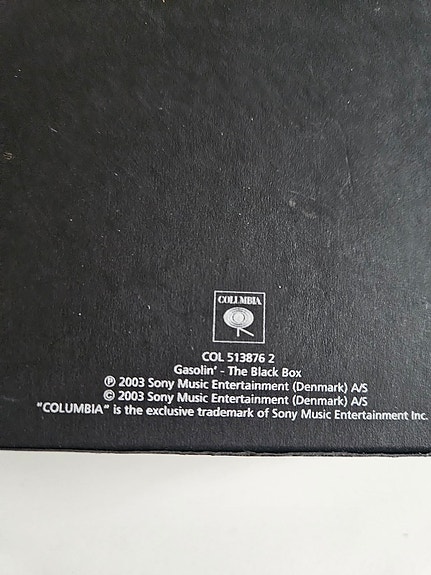 COLUMBIA
COL 513876 2
Gasolin' - The Black Box
℗ 2003 Sony Music Entertainment (Denmark) A/S
© 2003 Sony Music Entertainment (Denmark) A/S
"COLUMBIA" is the exclusive trademark of Sony Music Entertainment Inc.